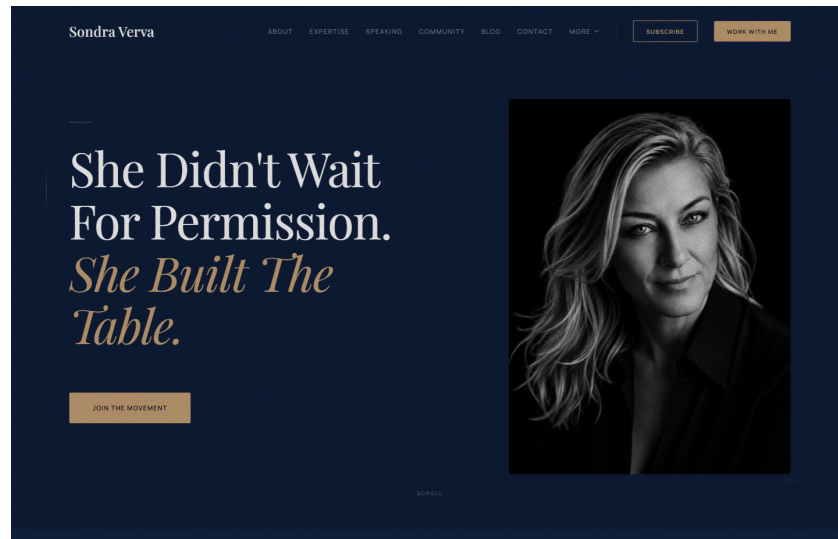 Sondra Verva
ABOUT EXPERTISE SPEAKING COMMUNITY BLOG CONTACT MORE
SUBSCRIBE
WORK WITH ME
She Didn't Wait
For Permission.
She Built The
Table.
JOIN THE MOVEMENT
SCROLL